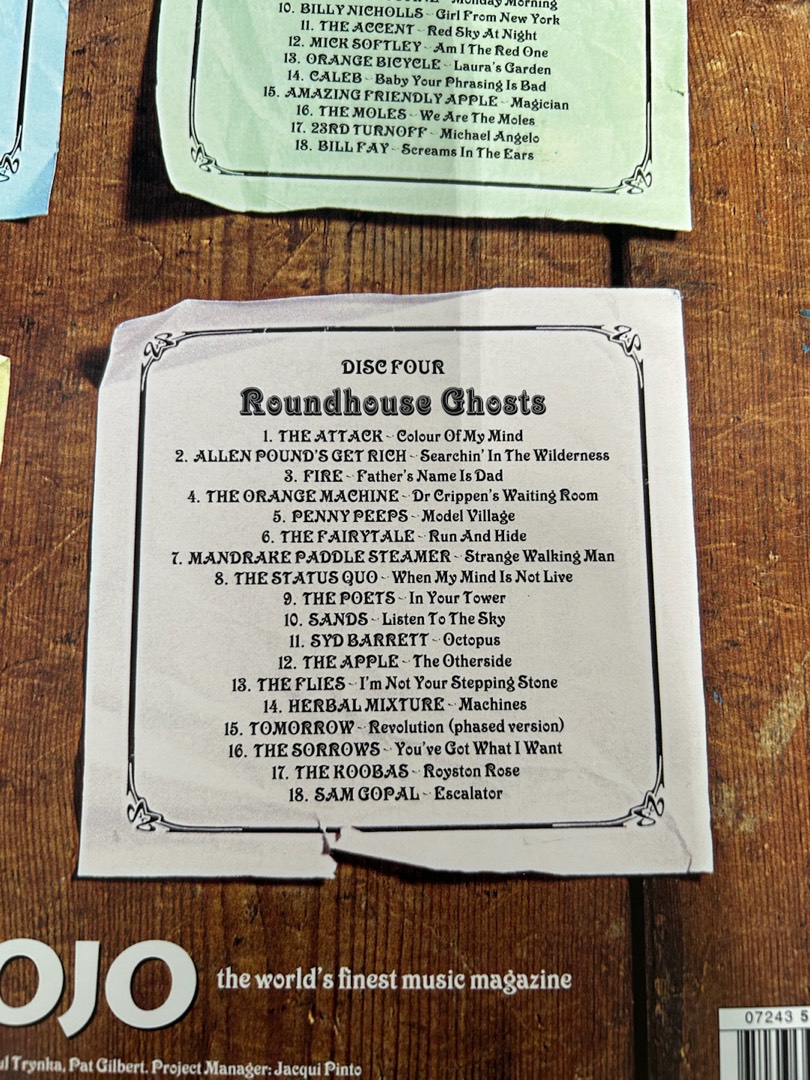 Monday Morning
10. BILLY NICHOLLS ~ Girl From New York
11. THE ACCENT ~ Red Sky At Night
12. MICK SOFTLEY ~ Am I The Red One
13. ORANGE BICYCLE ~ Laura's Garden
14. CALEB ~ Baby Your Phrasing Is Bad
15. AMAZING FRIENDLY APPLE ~ Magician
16. THE MOLES ~ We Are The Moles
17. 23RD TURNOFF ~ Michael Angelo
18. BILL FAY ~ Screams In The Ears
DISC FOUR
Roundhouse Ghosts
1. THE ATTACK ~ Colour Of My Mind
2. ALLEN POUND'S GET RICH ~ Searchin' In The Wilderness
3. FIRE ~ Father's Name Is Dad
4. THE ORANGE MACHINE ~ Dr Crippen's Waiting Room
5. PENNY PEEPS ~ Model Village
6. THE FAIRYTALE ~ Run And Hide
7. MANDRAKE PADDLE STEAMER ~ Strange Walking Man
8. THE STATUS QUO ~ When My Mind Is Not Live
9. THE POETS ~ In Your Tower
10. SANDS ~ Listen To The Sky
11. SYD BARRETT ~ Octopus
12. THE APPLE ~ The Otherside
13. THE FLIES ~ I'm Not Your Stepping Stone
14. HERBAL MIXTURE ~ Machines
15. TOMORROW ~ Revolution (phased version)
16. THE SORROWS ~ You've Got What I Want
17. THE KOOBAS ~ Royston Rose
18. SAM GOPAL ~ Escalator
OJO the world's finest music magazine
07243 5
ul Trynka, Pat Gilbert. Project Manager: Jacqui Pinto